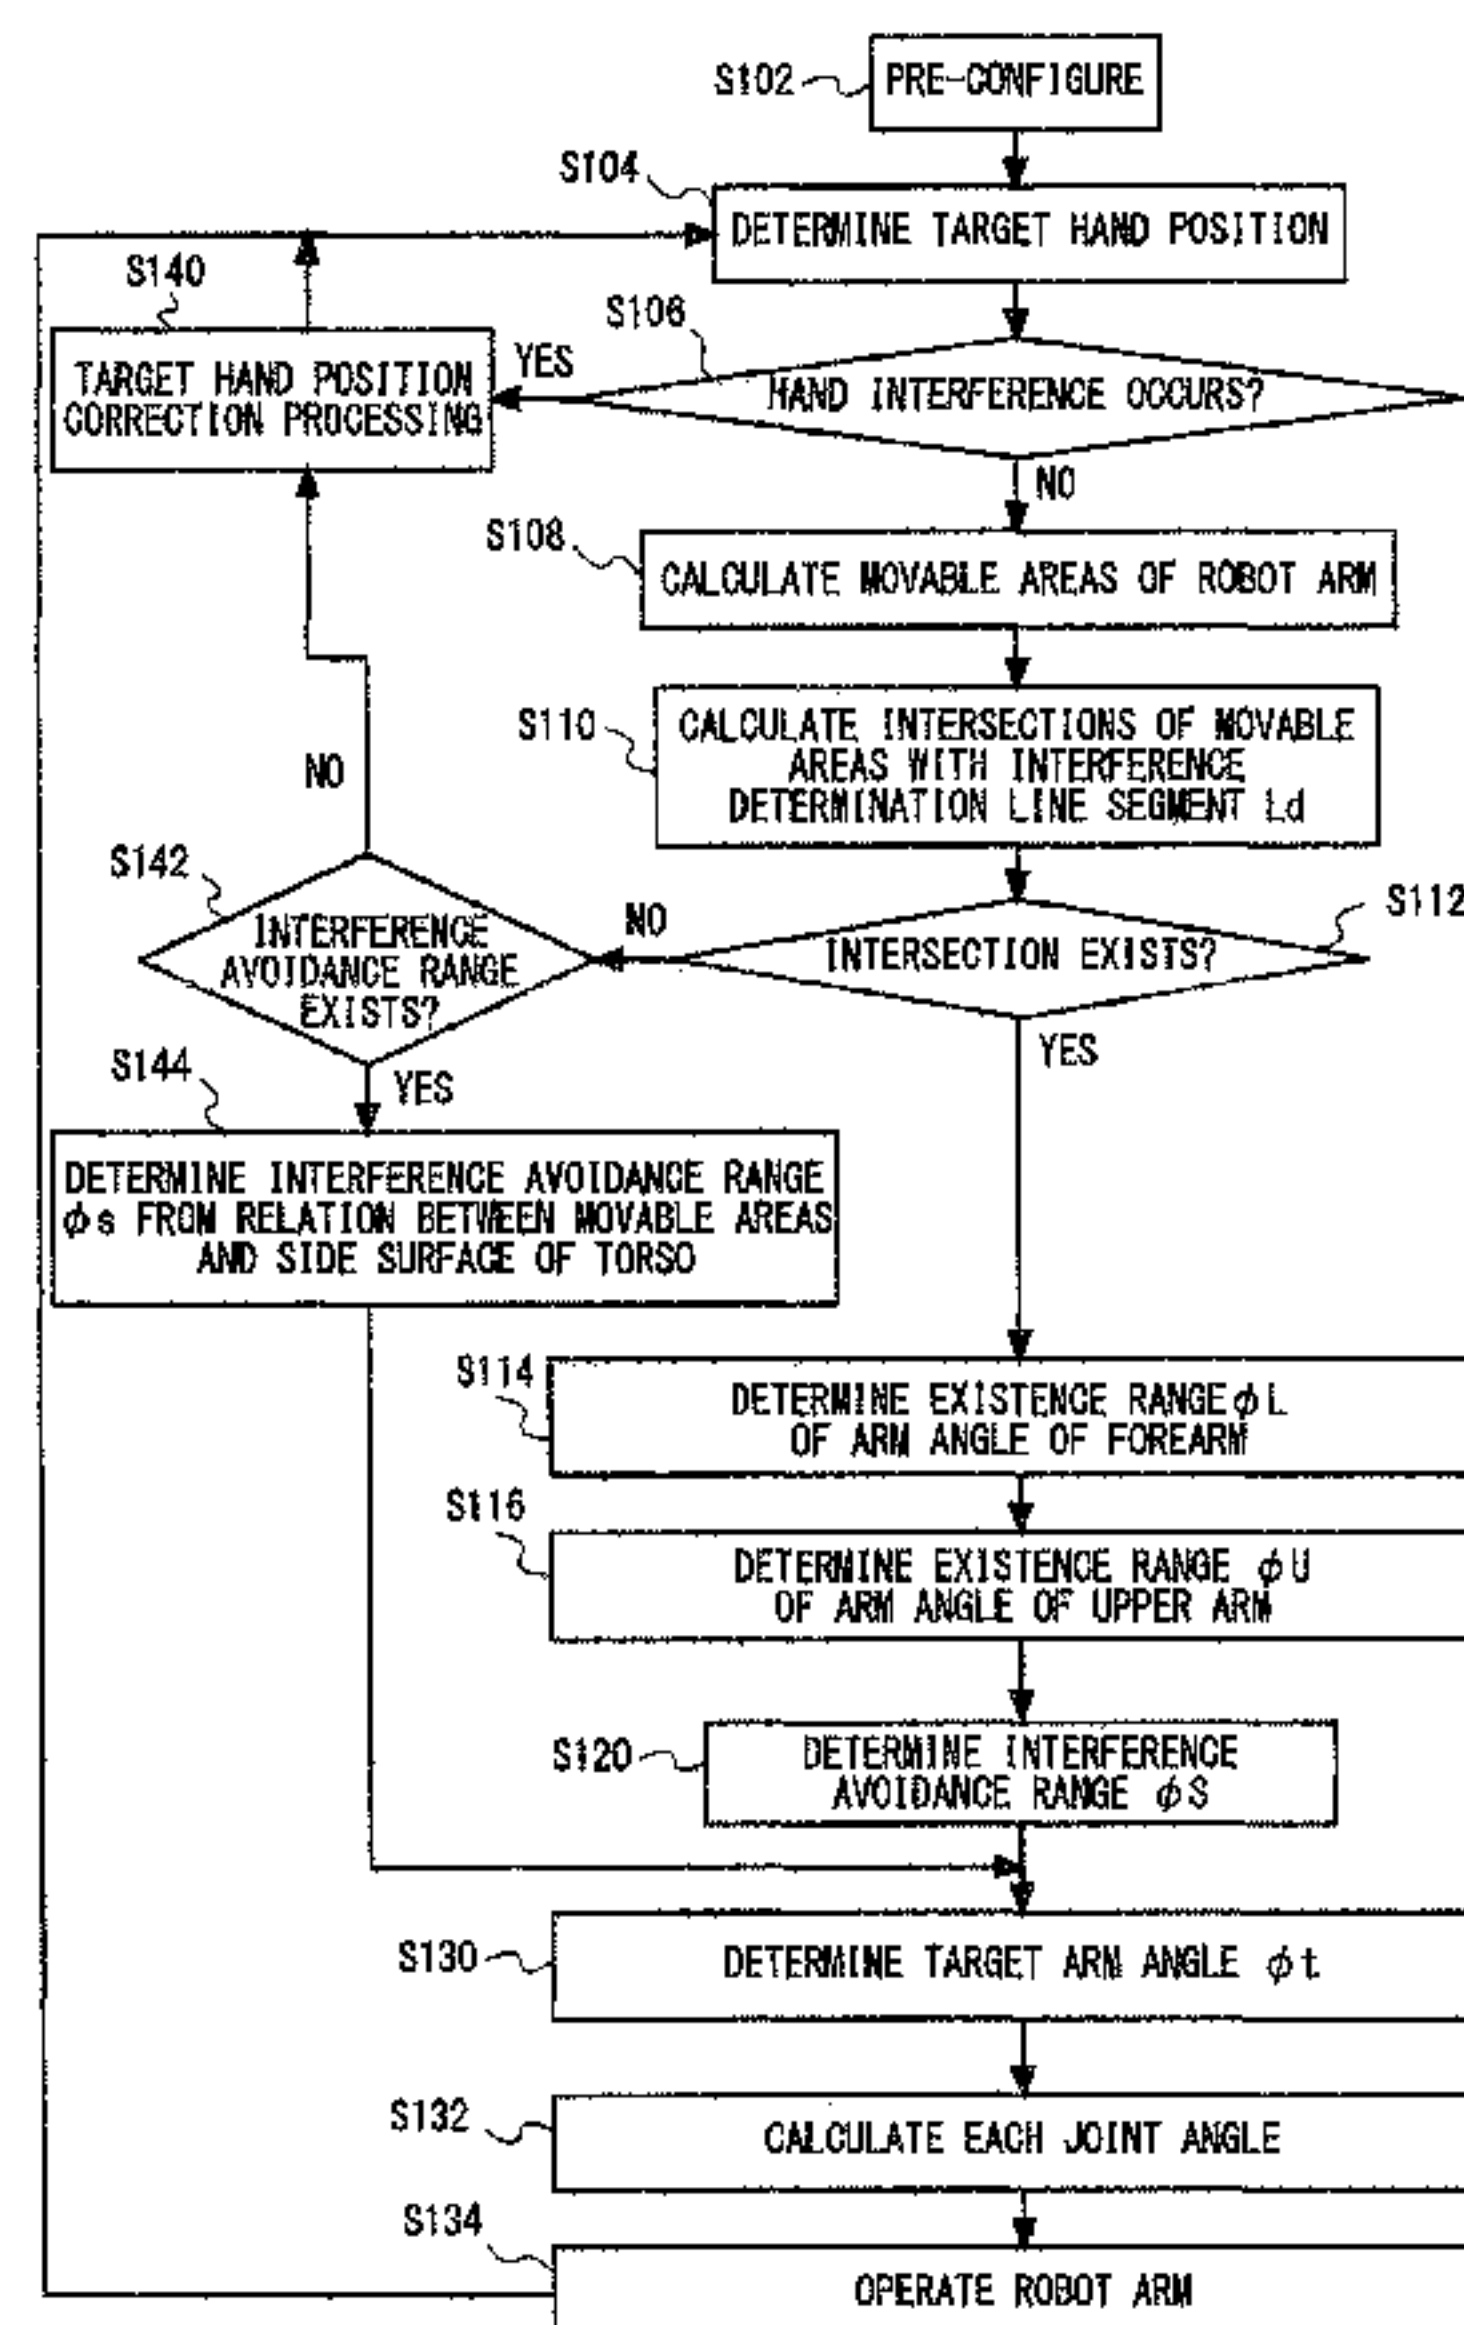 S102
PRE-CONFIGURE
S104
DETERMINE TARGET HAND POSITION
S140
TARGET HAND POSITION
CORRECTION PROCESSING
YES
S106
HAND INTERFERENCE OCCURS?
NO
S108
CALCULATE MOVABLE AREAS OF ROBOT ARM
S110
CALCULATE INTERSECTIONS OF MOVABLE
AREAS WITH INTERFERENCE
DETERMINATION LINE SEGMENT Ld
NO
S142
INTERFERENCE
AVOIDANCE RANGE
EXISTS?
NO
S112
INTERSECTION EXISTS?
YES
S144
YES
DETERMINE INTERFERENCE AVOIDANCE RANGE
φs FROM RELATION BETWEEN MOVABLE AREAS
AND SIDE SURFACE OF TORSO
S114
DETERMINE EXISTENCE RANGE φL
OF ARM ANGLE OF FOREARM
S116
DETERMINE EXISTENCE RANGE φU
OF ARM ANGLE OF UPPER ARM
S120
DETERMINE INTERFERENCE
AVOIDANCE RANGE φS
S130
DETERMINE TARGET ARM ANGLE φt
S132
CALCULATE EACH JOINT ANGLE
S134
OPERATE ROBOT ARM